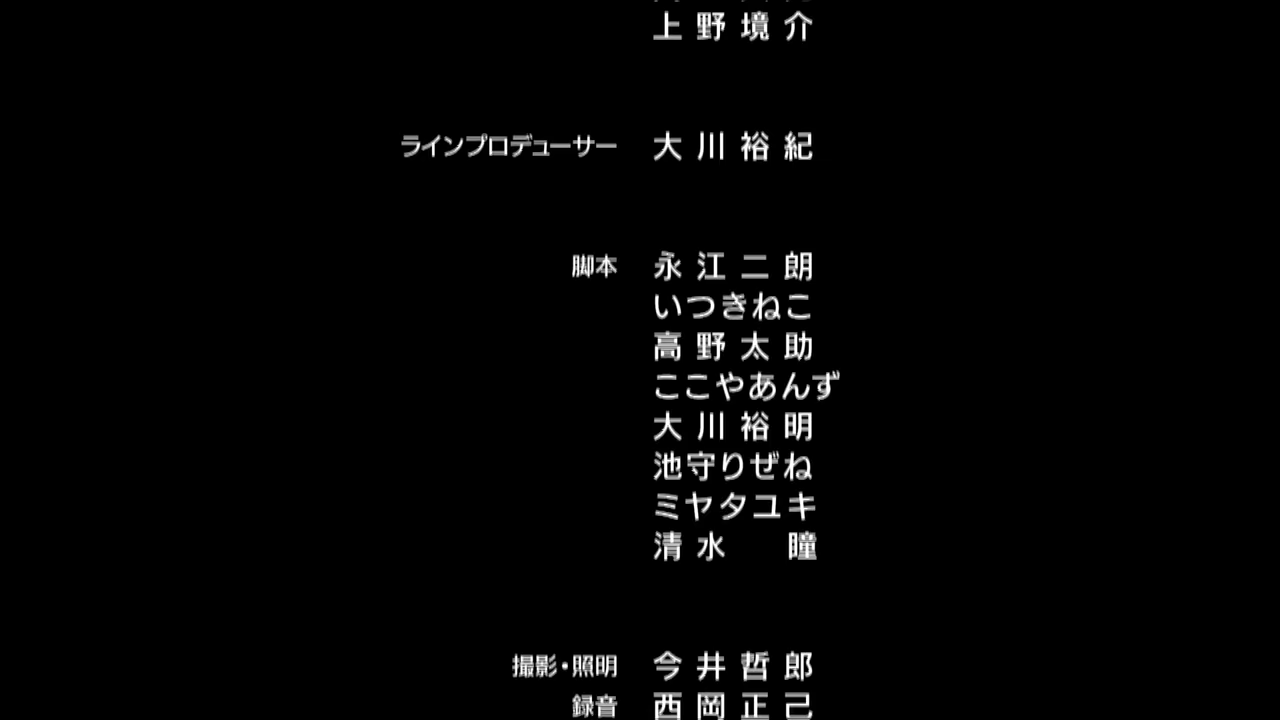 上野境介
ラインプロデューサー 大川裕紀
脚本 永江二朗
いつきねこ
高野太助
ここやあんず
大川裕明
池守りぜね
ミヤタユキ
清水 瞳
撮影・照明 今井哲郎
録音 西岡正己